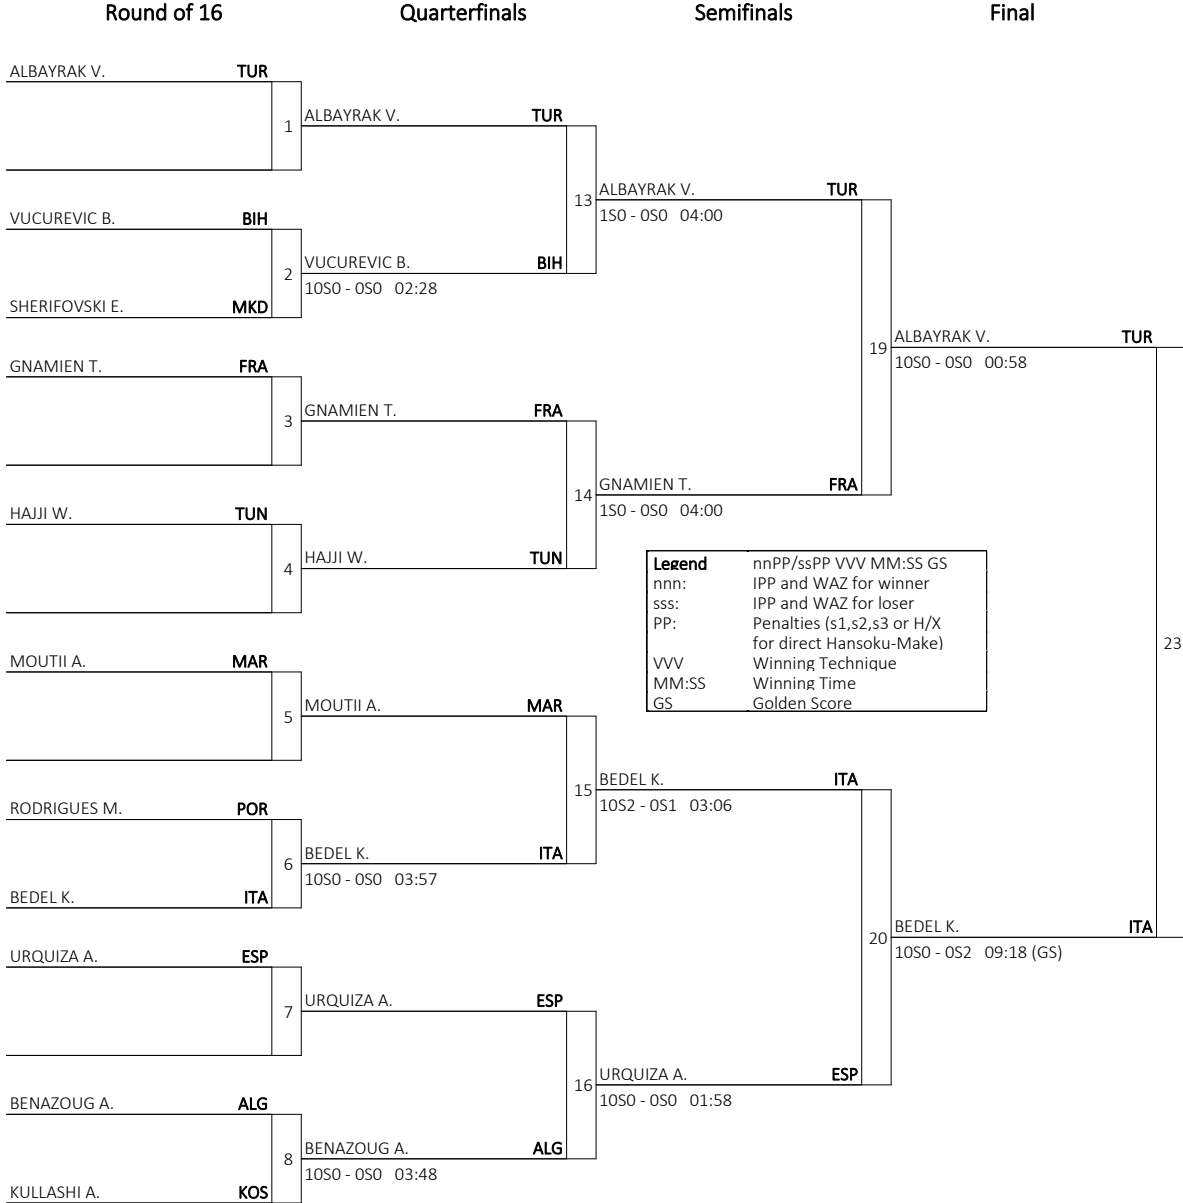 Round of 16 Quarterfinals Semifinals Final
ALBAYRAK V. TUR
1 ALBAYRAK V. TUR
13 ALBAYRAK V. TUR
1S0 - 0S0 04:00
VUCUREVIC B. BIH
2 VUCUREVIC B. BIH
10S0 - 0S0 02:28
SHERIFOVSKI E. MKD
19 ALBAYRAK V. TUR
10S0 - 0S0 00:58
GNAMIEN T. FRA
3 GNAMIEN T. FRA
14 GNAMIEN T. FRA
1S0 - 0S0 04:00
HAJJI W. TUN
4 HAJJI W. TUN
Legend nnPP/ssPP VVV MM:SS GS
nnn: IPP and WAZ for winner
sss: IPP and WAZ for loser
PP: Penalties (s1,s2,s3 or H/X
for direct Hansoku-Make)
VVV Winning Technique
MM:SS Winning Time
GS Golden Score
23
MOUTII A. MAR
5 MOUTII A. MAR
15 BEDEL K. ITA
10S2 - 0S1 03:06
RODRIGUES M. POR
6 BEDEL K. ITA
10S0 - 0S0 03:57
BEDEL K. ITA
20 BEDEL K. ITA
10S0 - 0S2 09:18 (GS)
URQUIZA A. ESP
7 URQUIZA A. ESP
16 URQUIZA A. ESP
10S0 - 0S0 01:58
BENAZOUG A. ALG
8 BENAZOUG A. ALG
10S0 - 0S0 03:48
KULLASHI A. KOS